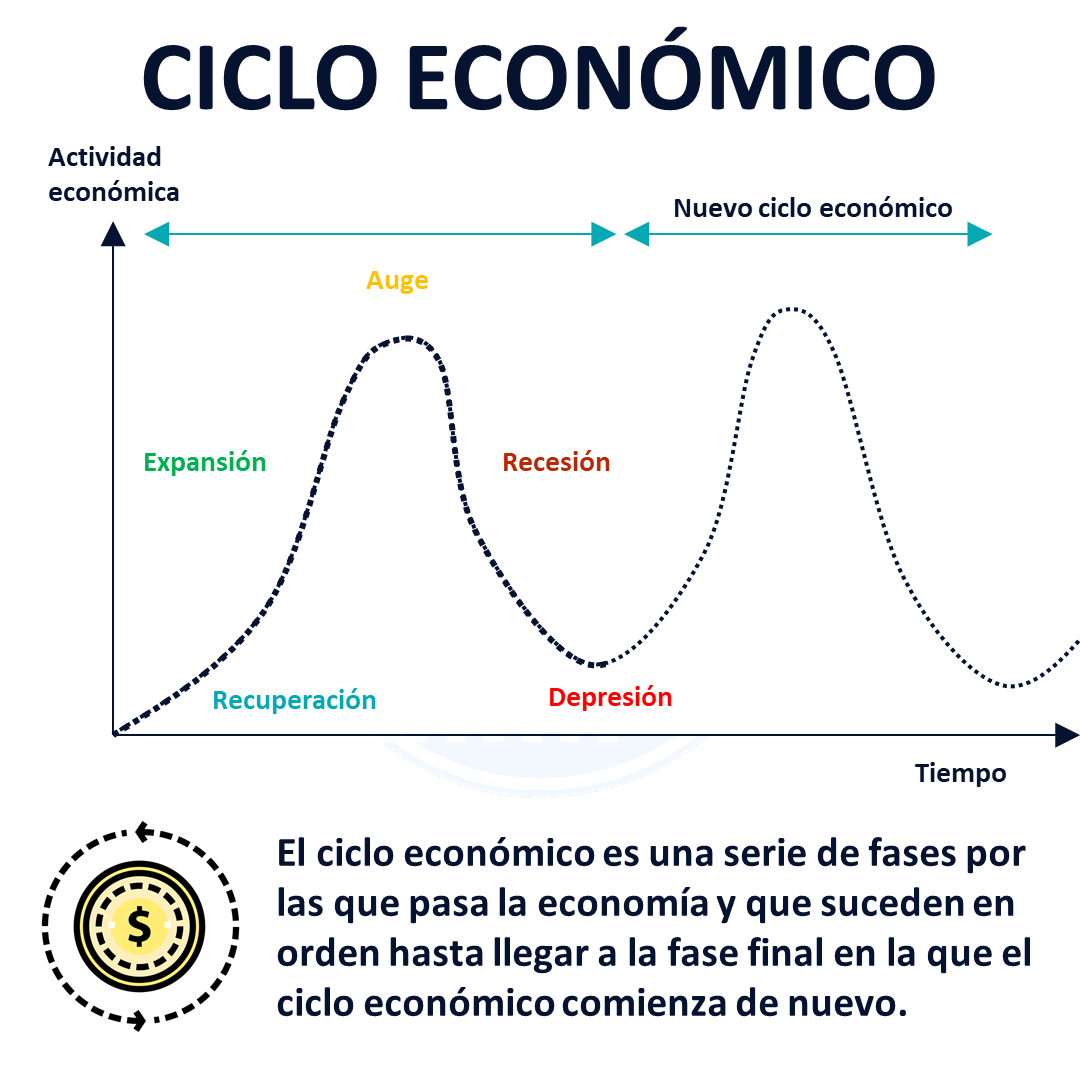 CICLO ECONÓMICO
Actividad
económica
Nuevo ciclo económico
Auge
Expansión
Recesión
Recuperación
Depresión
Tiempo
$
El ciclo económico es una serie de fases por
las que pasa la economía y que suceden en
orden hasta llegar a la fase final en la que el
ciclo económico comienza de nuevo.